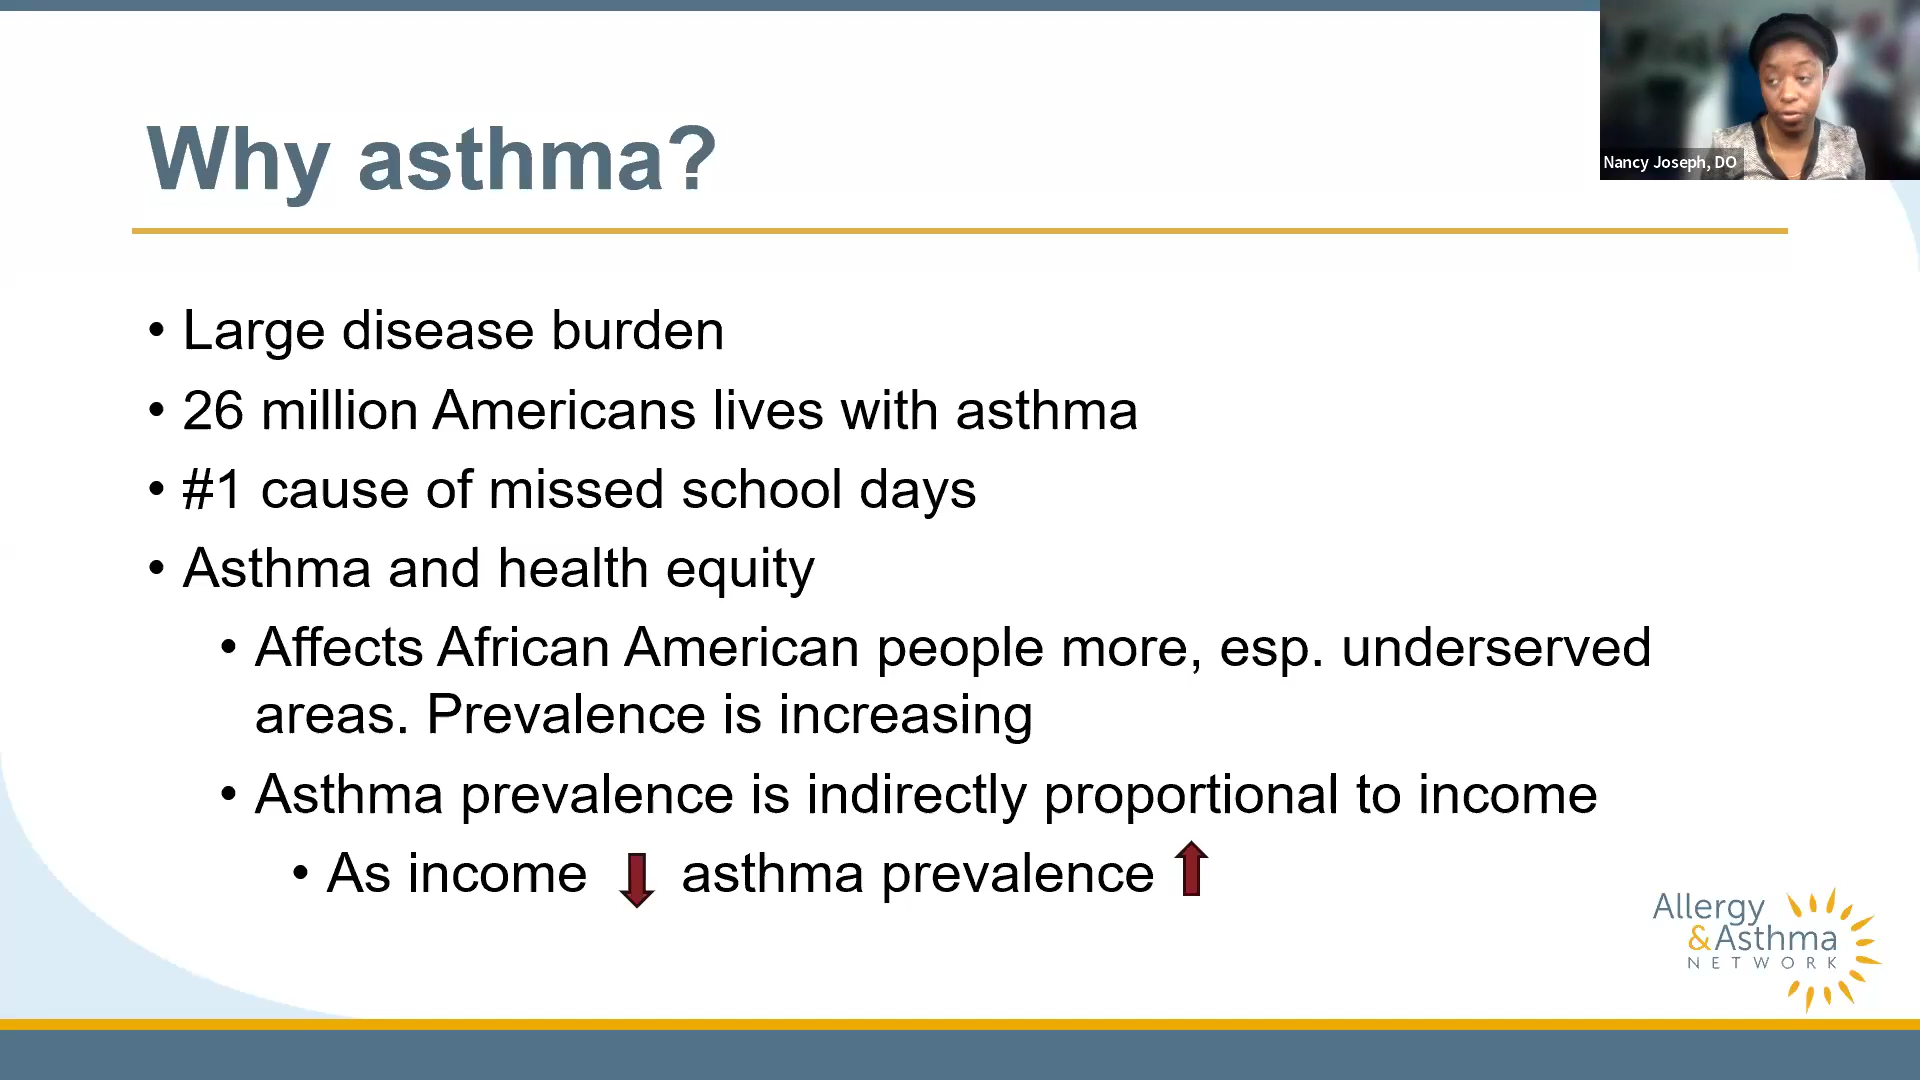 Why asthma?
Nancy Joseph, DO
• Large disease burden
• 26 million Americans lives with asthma
• #1 cause of missed school days
• Asthma and health equity
• Affects African American people more, esp. underserved
areas. Prevalence is increasing
• Asthma prevalence is indirectly proportional to income
• As income ⬇ asthma prevalence ⬆
Allergy
&Asthma
NETWORK